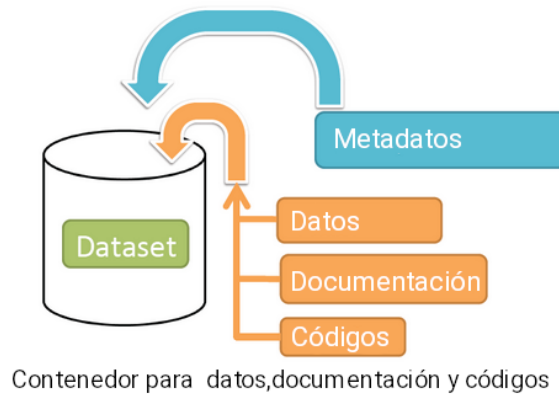 Metadatos
Dataset
Datos
Documentación
Códigos
Contenedor para datos,documentación y códigos